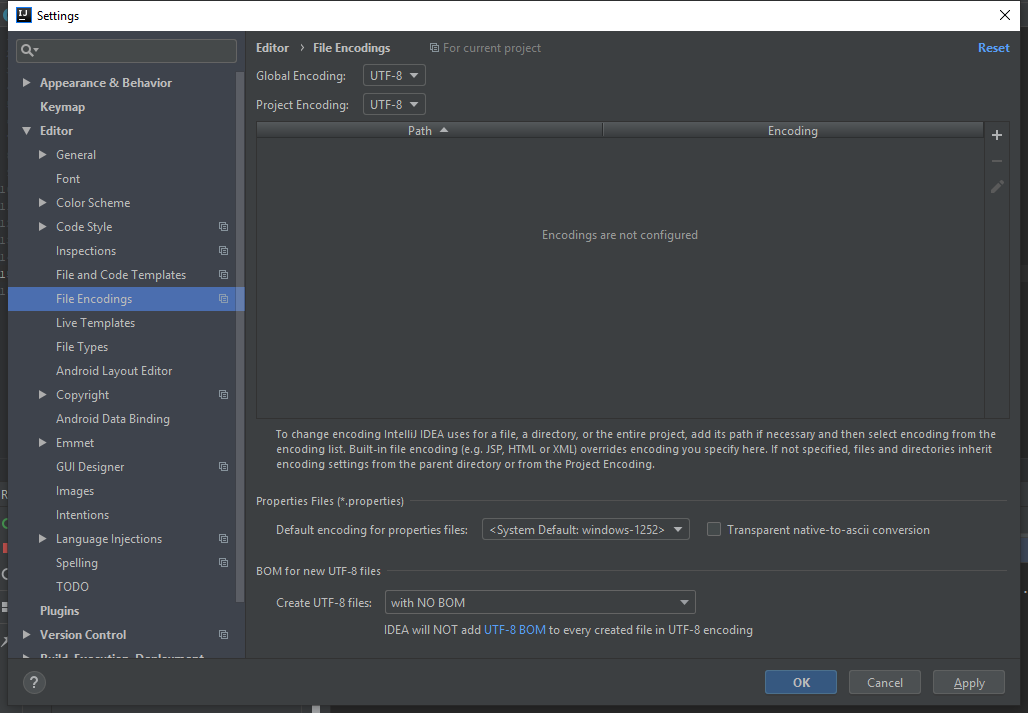 Settings
Editor › File Encodings For current project Reset
Appearance & Behavior
Keymap
Editor
General
Font
Color Scheme
Code Style
Inspections
File and Code Templates
File Encodings
Live Templates
File Types
Android Layout Editor
Copyright
Android Data Binding
Emmet
GUI Designer
Images
Intentions
Language Injections
Spelling
TODO
Plugins
Version Control
Build, Execution, Deployment
Global Encoding: UTF-8
Project Encoding: UTF-8
Path Encoding
Encodings are not configured
To change encoding IntelliJ IDEA uses for a file, a directory, or the entire project, add its path if necessary and then select encoding from the
encoding list. Built-in file encoding (e.g. JSP, HTML or XML) overrides encoding you specify here. If not specified, files and directories inherit
encoding settings from the parent directory or from the Project Encoding.
Properties Files (*.properties)
Default encoding for properties files: <System Default: windows-1252> Transparent native-to-ascii conversion
BOM for new UTF-8 files
Create UTF-8 files: with NO BOM
IDEA will NOT add UTF-8 BOM to every created file in UTF-8 encoding
? OK Cancel Apply